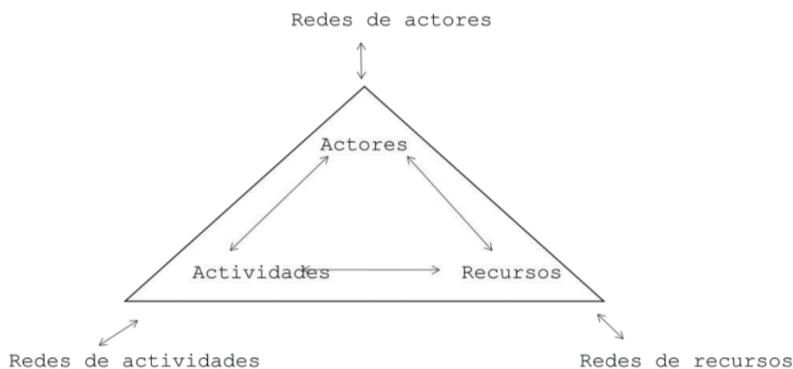 Redes de actores
Actores
Actividades
Recursos
Redes de actividades
Redes de recursos